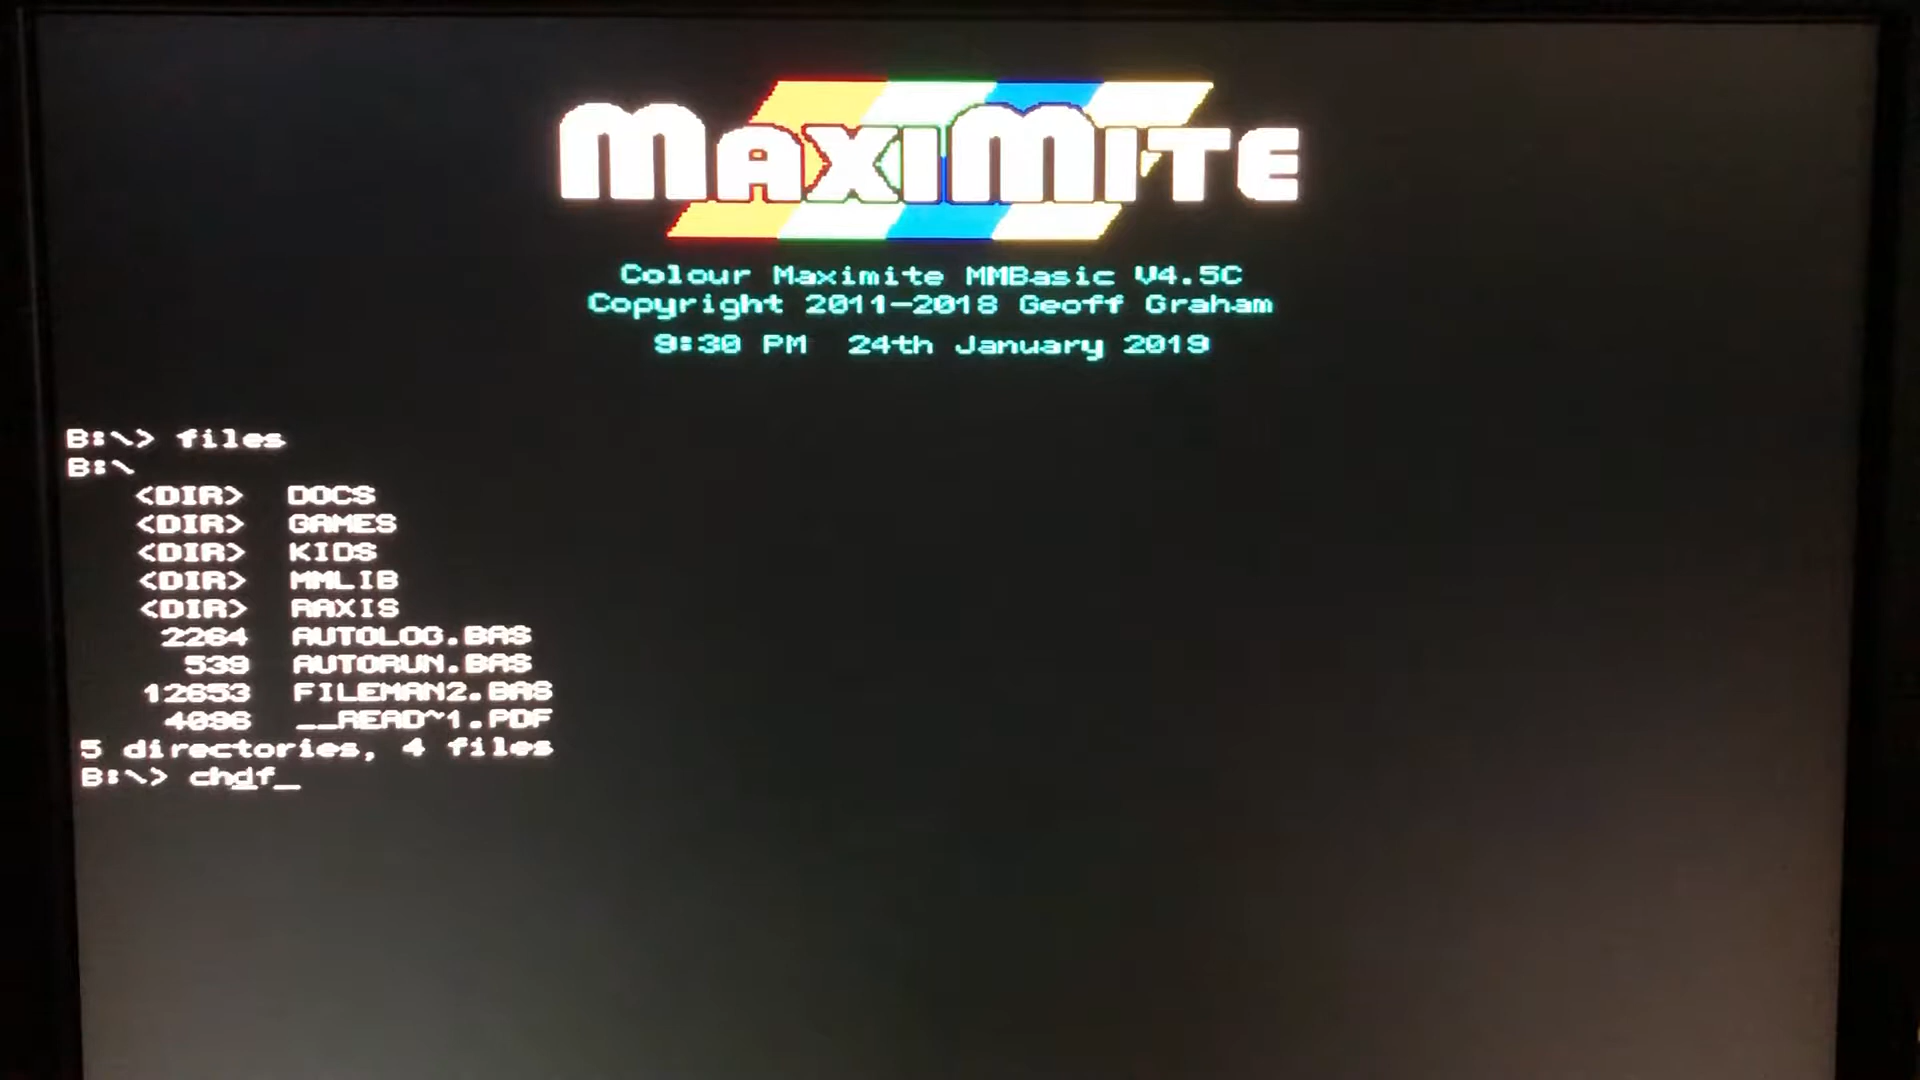 MAXIMITE
Colour Maximite MMBasic V4.5C
Copyright 2011-2018 Geoff Graham
9:30 PM 24th January 2019
B:\> files
B:\
<DIR> DOCS
<DIR> GAMES
<DIR> KIDS
<DIR> MMLIB
<DIR> RAXIS
2264 AUTOLOG.BAS
539 AUTORUN.BAS
12653 FILEMAN2.BAS
4096 __READ~1.PDF
5 directories, 4 files
B:\> chdf_